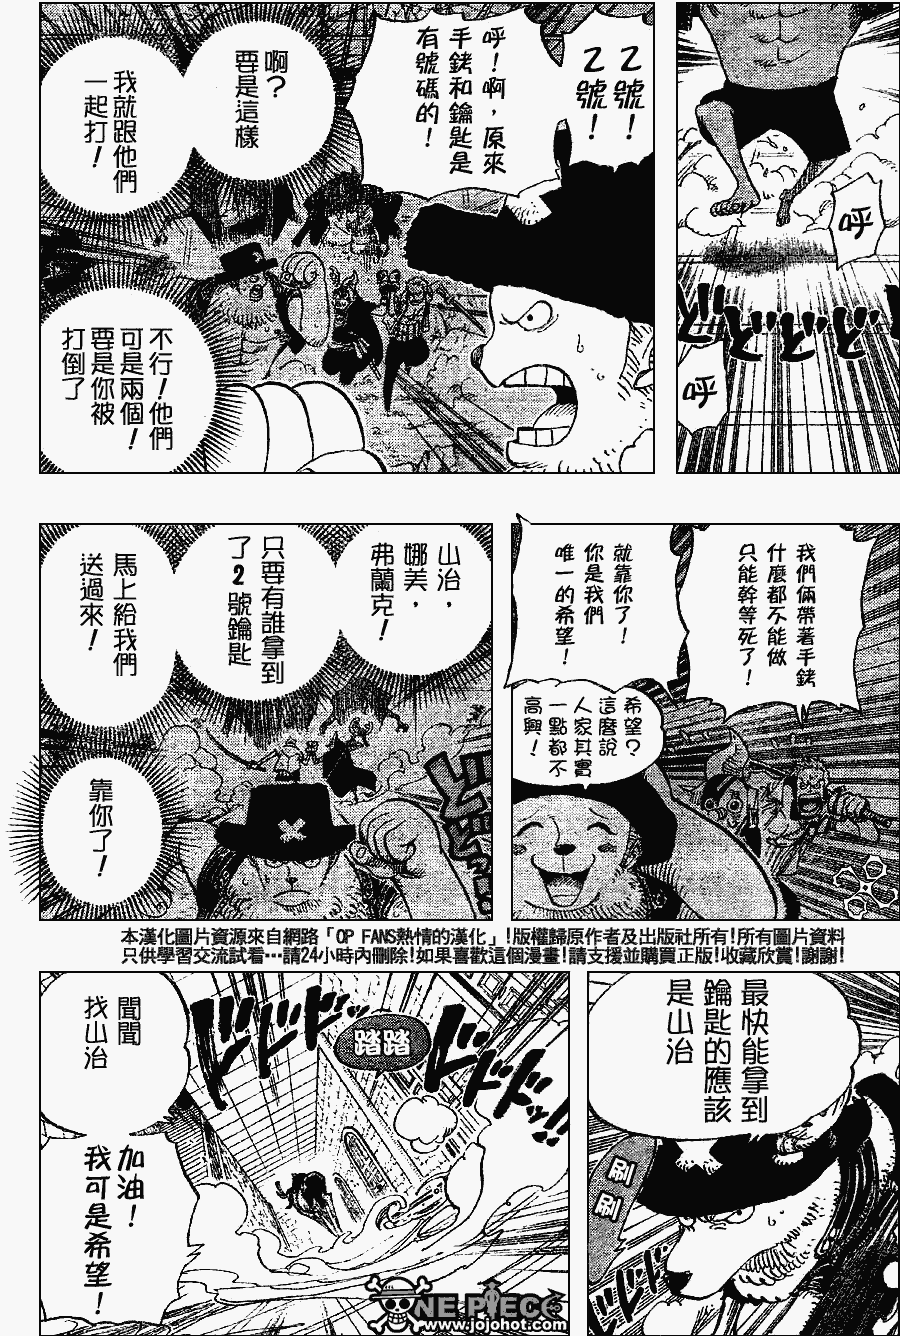 呼
呼
2號！
2號！
呼！啊，原來
手銬和鑰匙是
有號碼的！
啊？
要是這樣
我就跟他們
一起打！
不行！他們
可是兩個！
要是你被
打倒了
我們倆帶著手銬
什麼都不能做
只能幹等死了！
就靠你了！
你是我們
唯一的希望！
希望？
這麼說
人家其實
一點都不
高興！
山治，
娜美，
弗蘭克！
只要有誰拿到
了2號鑰匙
馬上給我們
送過來！
靠你了！
本漢化圖片資源來自網路「OP FANS熱情的漢化」！版權歸原作者及出版社所有！所有圖片資料
只供學習交流試看…請24小時內刪除！如果喜歡這個漫畫！請支援並購買正版！收藏欣賞！謝謝！
最快能拿到
鑰匙的應該
是山治
踏踏
聞聞
找山治
加油！
我可是希望！
ONE PIECE
www.jojohot.com